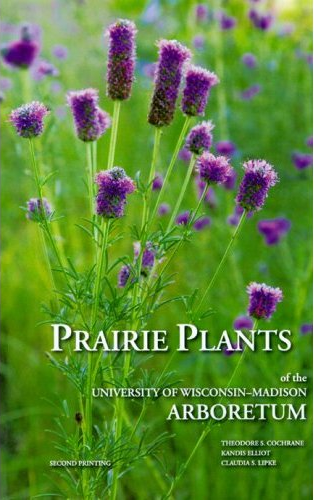 PRAIRIE PLANTS
of the
UNIVERSITY OF WISCONSIN–MADISON
ARBORETUM
THEODORE S. COCHRANE
KANDIS ELLIOT
CLAUDIA S. LIPKE
SECOND PRINTING